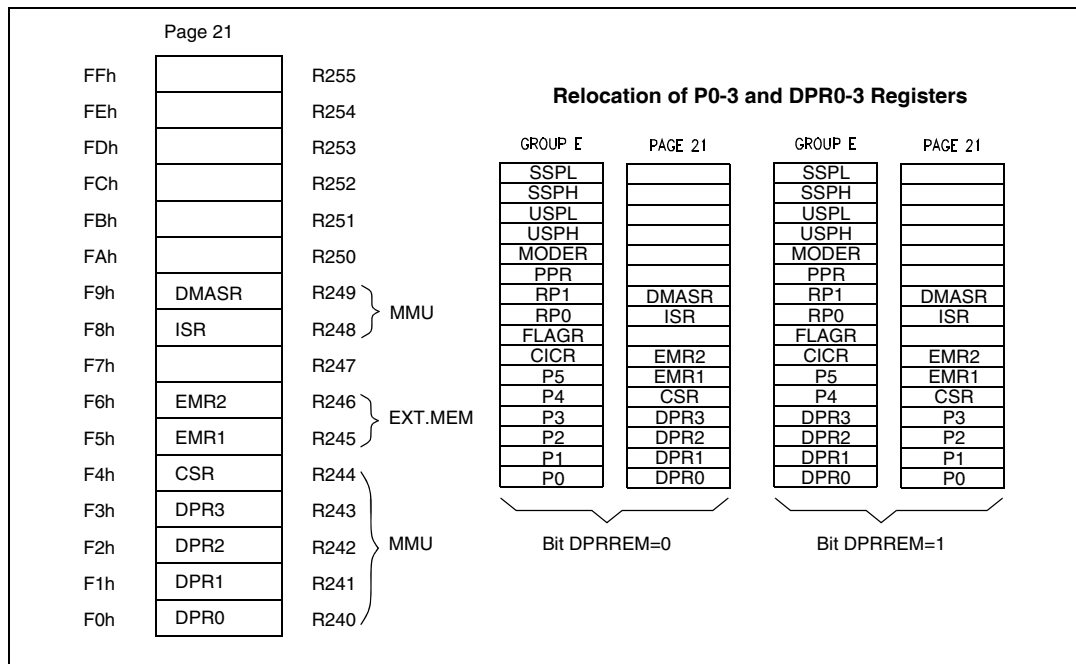 Page 21
FFh R255
FEh R254
FDh R253
FCh R252
FBh R251
FAh R250
F9h DMASR R249
MMU
F8h ISR R248
F7h R247
F6h EMR2 R246
EXT.MEM
F5h EMR1 R245
F4h CSR R244
F3h DPR3 R243
F2h DPR2 R242
MMU
F1h DPR1 R241
F0h DPR0 R240
Relocation of P0-3 and DPR0-3 Registers
GROUP E PAGE 21 GROUP E PAGE 21
SSPL SSPL
SSPH SSPH
USPL USPL
USPH USPH
MODER MODER
PPR PPR
RP1 DMASR RP1 DMASR
RP0 ISR RP0 ISR
FLAGR FLAGR
CICR EMR2 CICR EMR2
P5 EMR1 P5 EMR1
P4 CSR P4 CSR
P3 DPR3 DPR3 P3
P2 DPR2 DPR2 P2
P1 DPR1 DPR1 P1
P0 DPR0 DPR0 P0
Bit DPRREM=0 Bit DPRREM=1